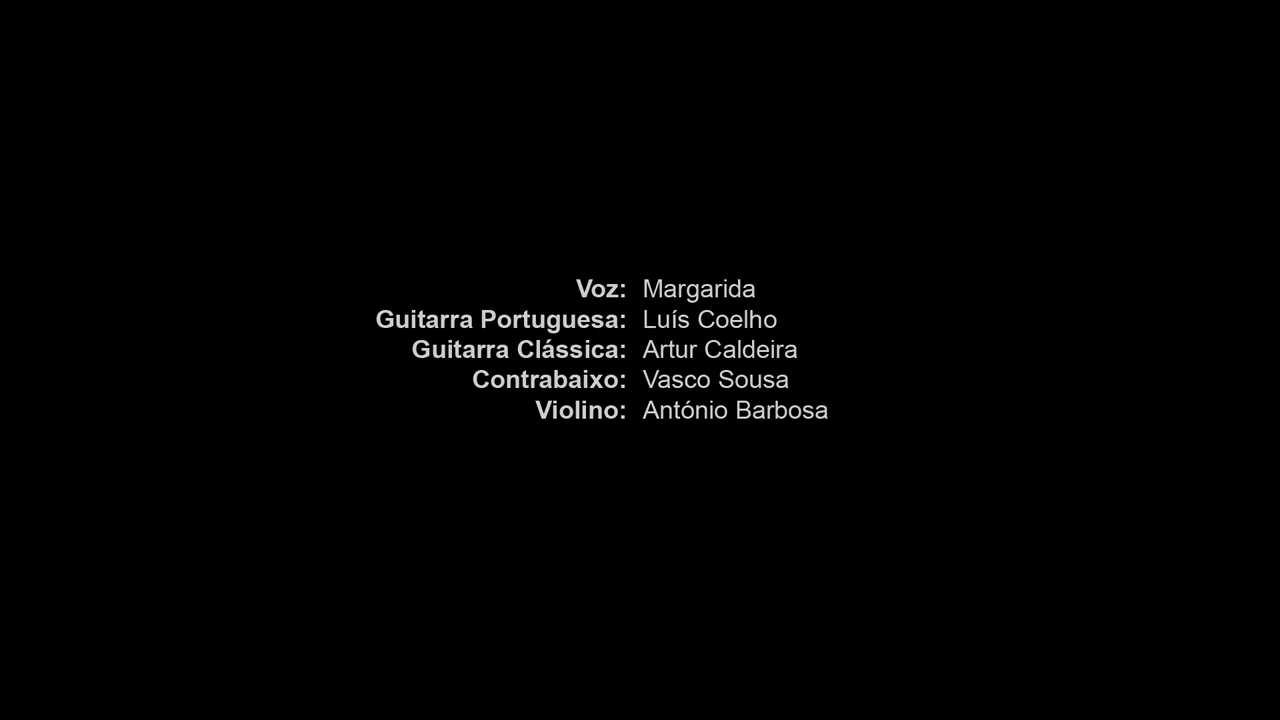 Voz: Margarida
Guitarra Portuguesa: Luís Coelho
Guitarra Clássica: Artur Caldeira
Contrabaixo: Vasco Sousa
Violino: António Barbosa